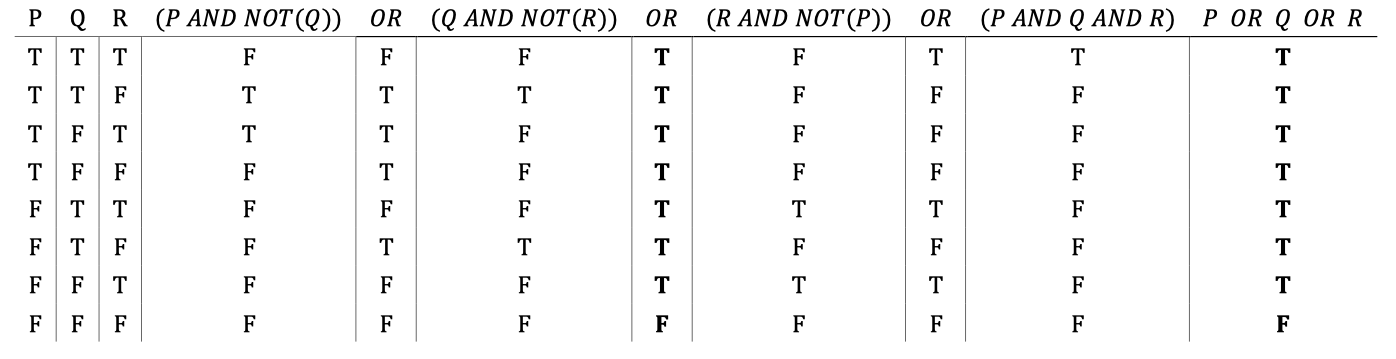 P Q R (P AND NOT(Q)) OR (Q AND NOT(R)) OR (R AND NOT(P)) OR (P AND Q AND R) P OR Q OR R
T T T F F F T F T T T
T T F T T T T F F F T
T F T T T F T F F F T
T F F F T F T F F F T
F T T F F F T T T F T
F T F F T T T F F F T
F F T F F F T T T F T
F F F F F F F F F F F